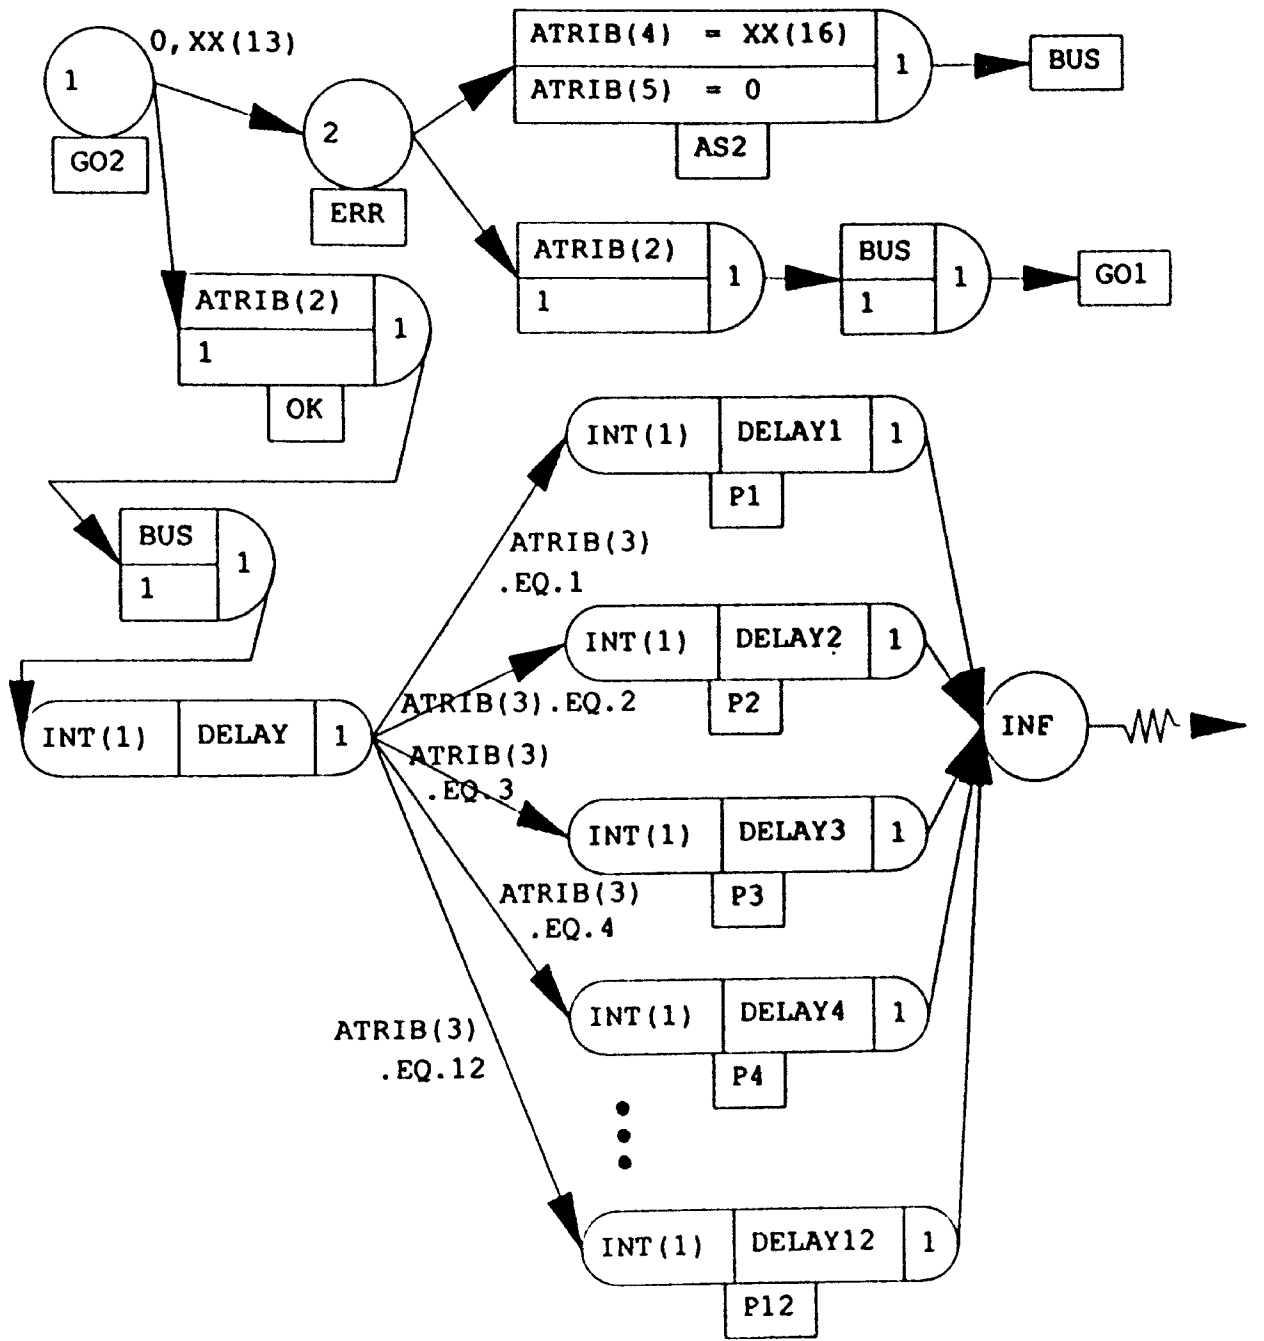 0,XX(13)
1
GO2
2
ERR
ATRIB(4) = XX(16)
ATRIB(5) = 0
1
AS2
BUS
ATRIB(2)
1
1
BUS
1
1
GO1
ATRIB(2)
1
1
OK
BUS
1
1
INT(1) DELAY 1
ATRIB(3)
.EQ.1
ATRIB(3).EQ.2
ATRIB(3)
.EQ.3
ATRIB(3)
.EQ.4
ATRIB(3)
.EQ.12
INT(1) DELAY1 1
P1
INT(1) DELAY2 1
P2
INT(1) DELAY3 1
P3
INT(1) DELAY4 1
P4
INT(1) DELAY12 1
P12
INF